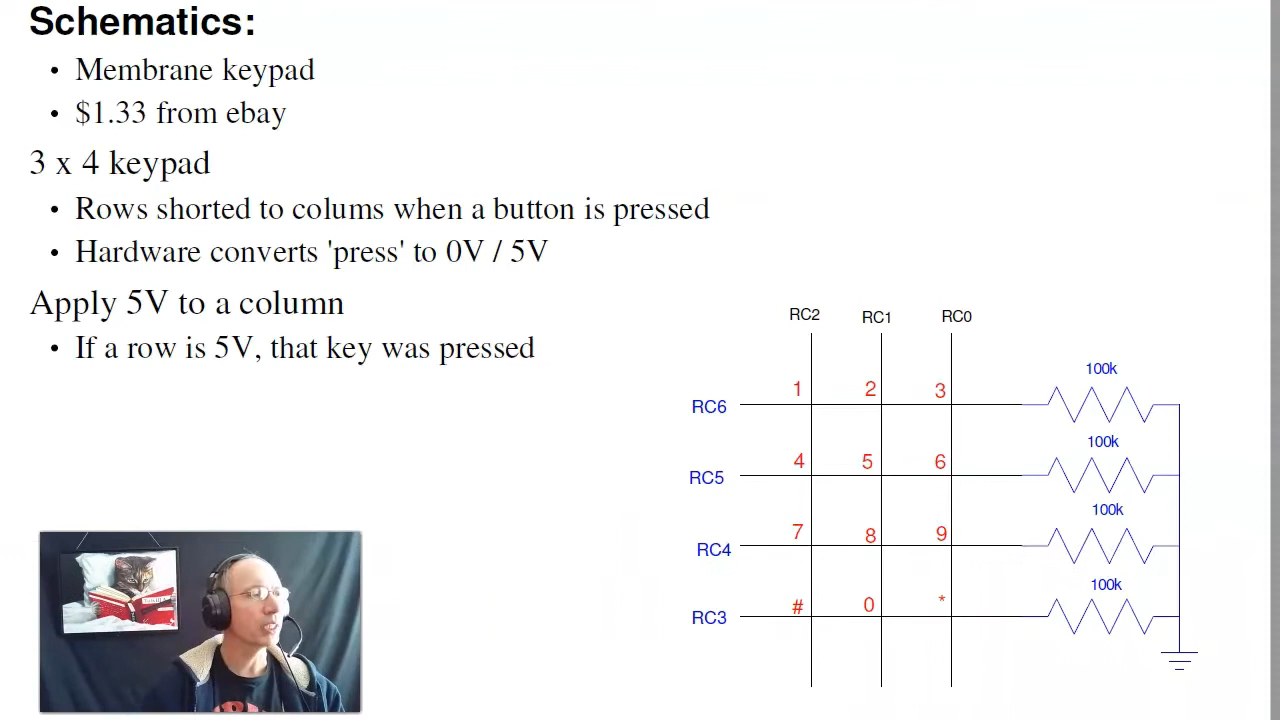 Schematics:
• Membrane keypad
• $1.33 from ebay
3 x 4 keypad
• Rows shorted to colums when a button is pressed
• Hardware converts 'press' to 0V / 5V
Apply 5V to a column
• If a row is 5V, that key was pressed
RC2 RC1 RC0
100k
RC6 1 2 3
100k
RC5 4 5 6
100k
RC4 7 8 9
100k
RC3 # 0 *